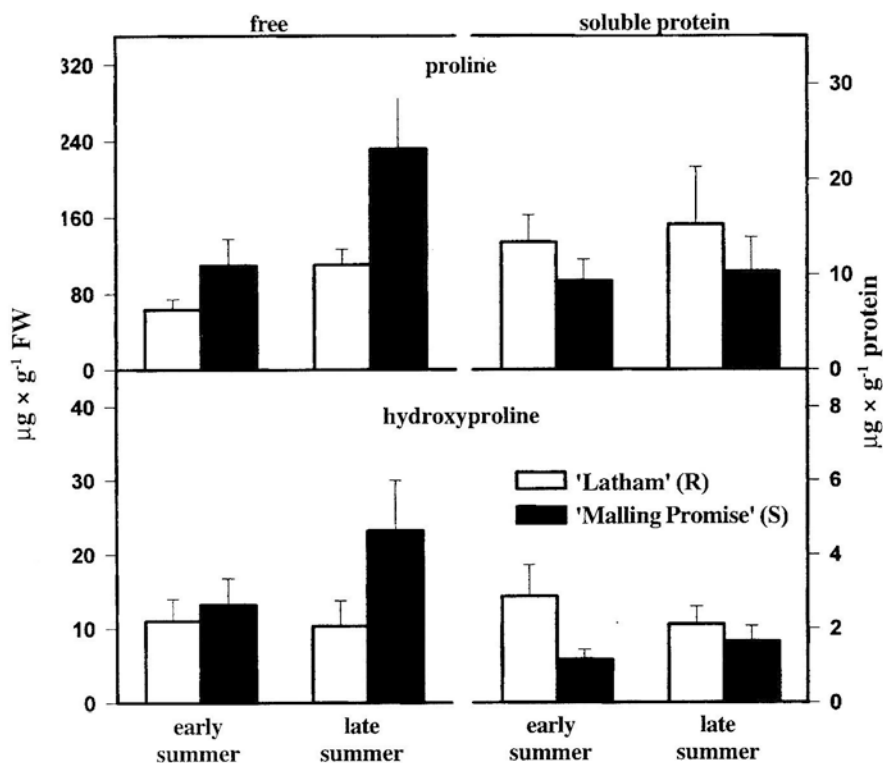 free soluble protein
proline
320
240
160
80
0
30
20
10
0
µg × g⁻¹ FW
µg × g⁻¹ protein
hydroxyproline
40
30
20
10
0
8
6
4
2
0
'Latham' (R)
'Malling Promise' (S)
early summer
late summer
early summer
late summer